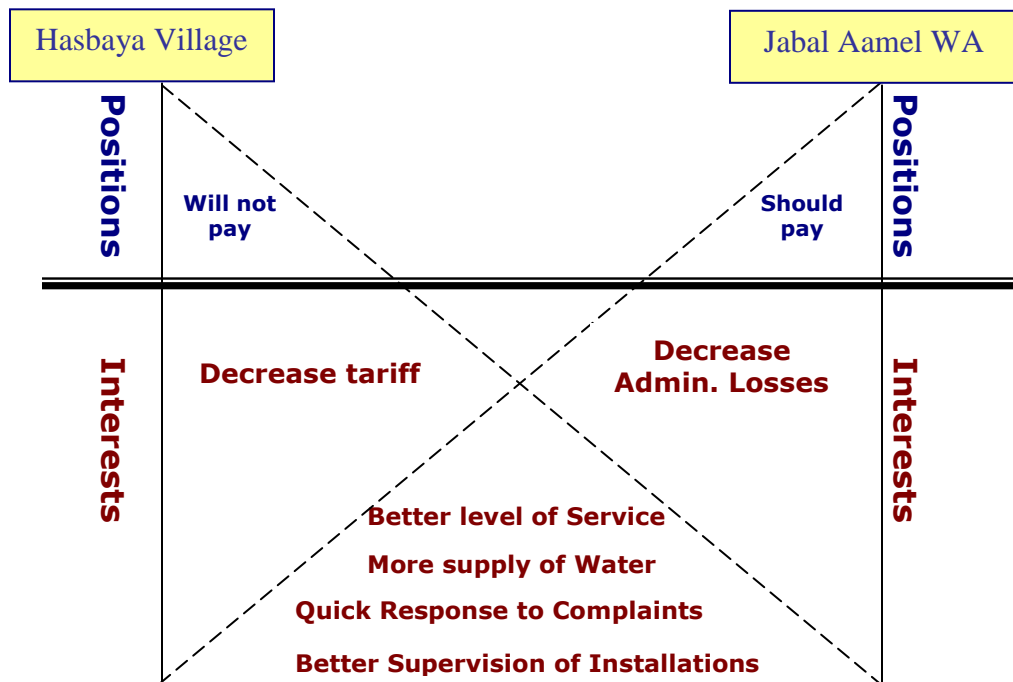 Hasbaya Village
Jabal Aamel WA
Positions
Positions
Will not
pay
Should
pay
Interests
Interests
Decrease tariff
Decrease
Admin. Losses
Better level of Service
More supply of Water
Quick Response to Complaints
Better Supervision of Installations